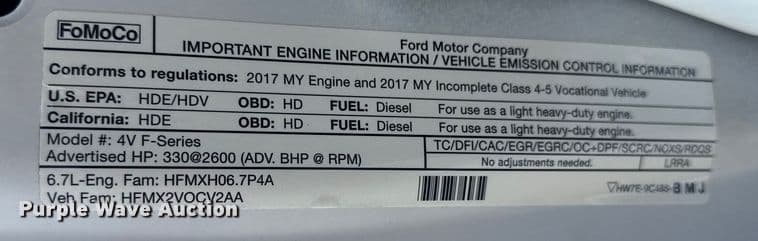 FoMoCo
Ford Motor Company
IMPORTANT ENGINE INFORMATION / VEHICLE EMISSION CONTROL INFORMATION
Conforms to regulations: 2017 MY Engine and 2017 MY Incomplete Class 4-5 Vocational Vehicle
U.S. EPA: HDE/HDV OBD: HD FUEL: Diesel For use as a light heavy-duty engine.
California: HDE OBD: HD FUEL: Diesel For use as a light heavy-duty engine.
Model #: 4V F-Series TC/DFI/CAC/EGR/EGRC/OC+DPF/SCRC/NOXS/RDQS
Advertised HP: 330@2600 (ADV. BHP @ RPM) No adjustments needed. LRRA
6.7L-Eng. Fam: HFMXH06.7P4A
Veh Fam: HFMX2VOCV2AA HW7E-9C485- BMJ
Purple Wave Auction